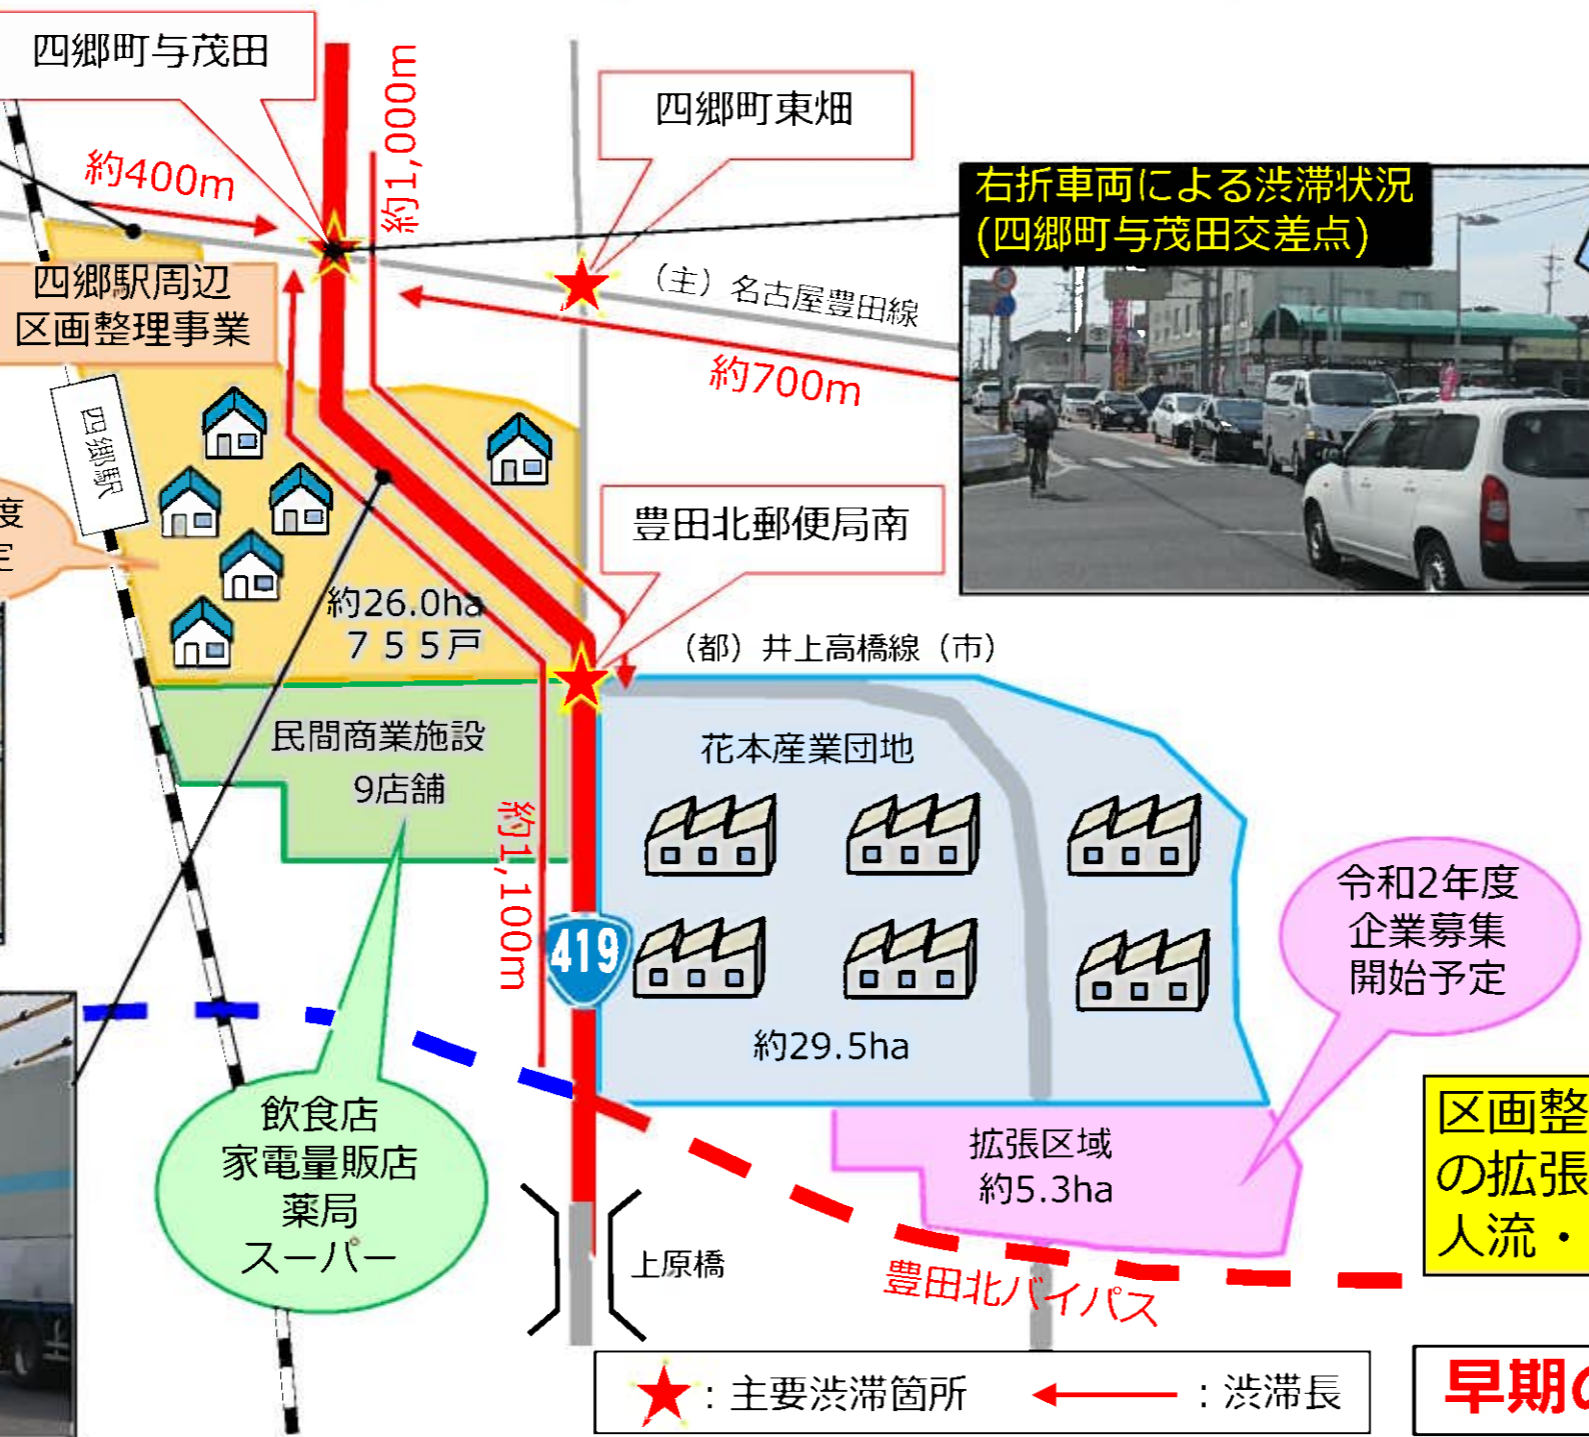 四郷町与茂田
約1,000m
四郷町東畑
約400m
右折車両による渋滞状況
(四郷町与茂田交差点)
四郷駅周辺
区画整理事業
（主）名古屋豊田線
約700m
四郷駅
度
定
豊田北郵便局南
約26.0ha
７５５戸
（都）井上高橋線（市）
民間商業施設
9店舗
花本産業団地
約1,100m
419
令和2年度
企業募集
開始予定
約29.5ha
飲食店
家電量販店
薬局
スーパー
拡張区域
約5.3ha
区画整
の拡張
人流・
上原橋
豊田北バイパス
：主要渋滞箇所
：渋滞長
早期の